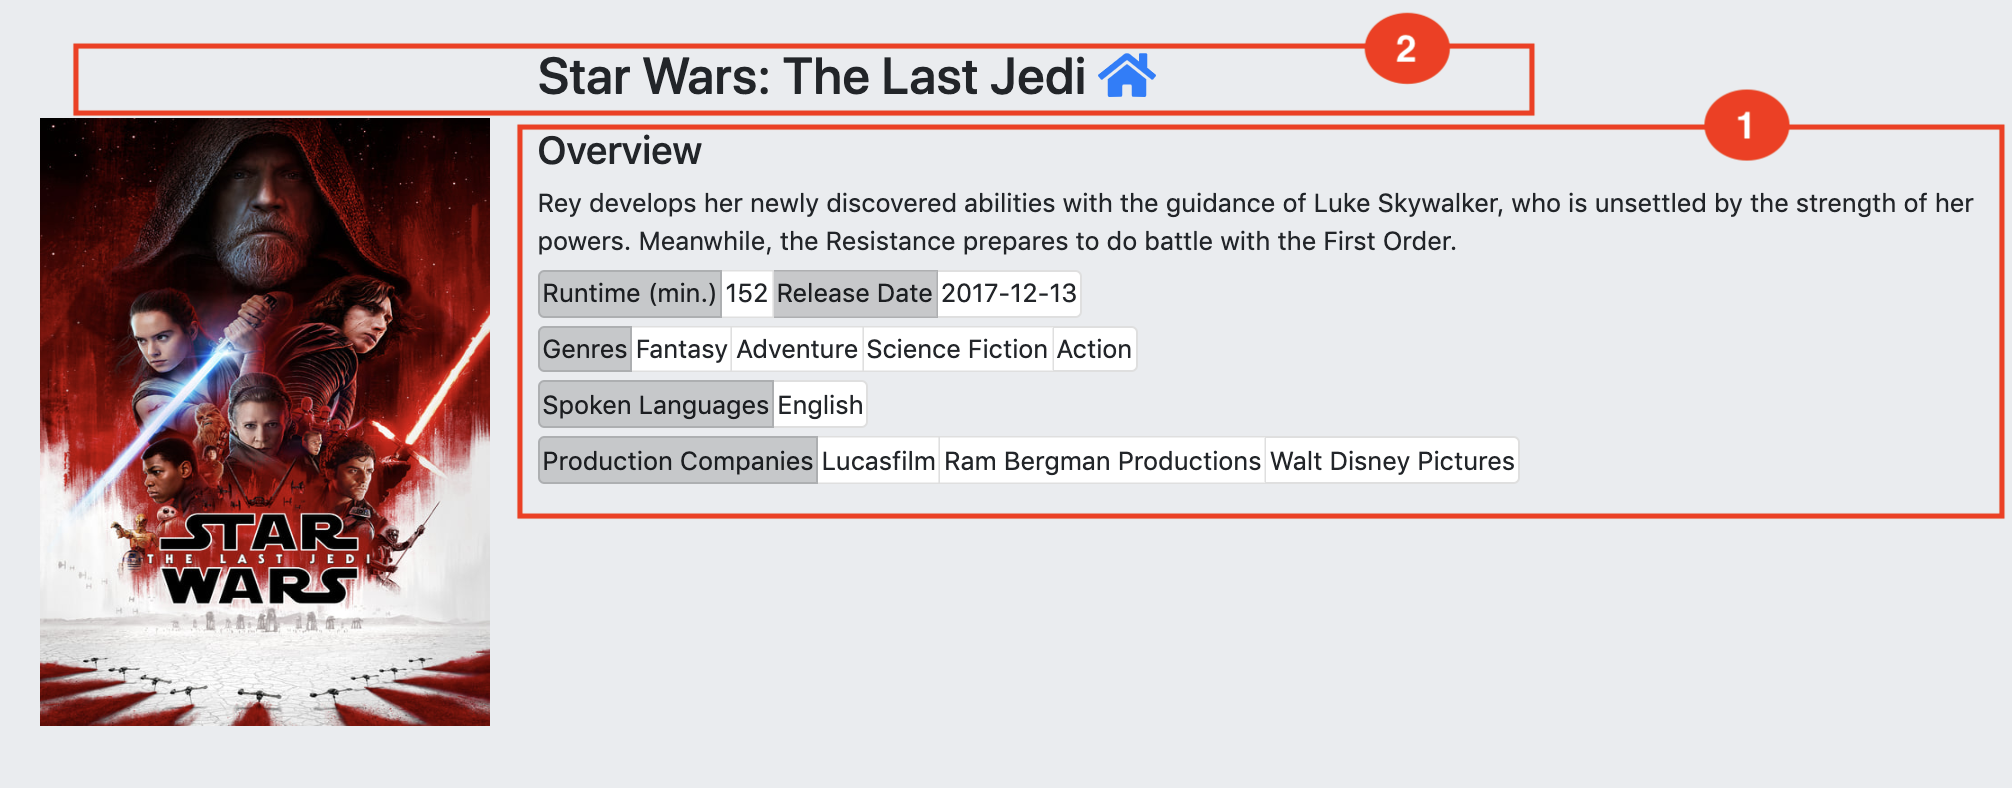 2
Star Wars: The Last Jedi
1
Overview
Rey develops her newly discovered abilities with the guidance of Luke Skywalker, who is unsettled by the strength of her
powers. Meanwhile, the Resistance prepares to do battle with the First Order.
Runtime (min.) 152 Release Date 2017-12-13
Genres Fantasy Adventure Science Fiction Action
Spoken Languages English
Production Companies Lucasfilm Ram Bergman Productions Walt Disney Pictures
STAR
THE LAST JEDI
WARS